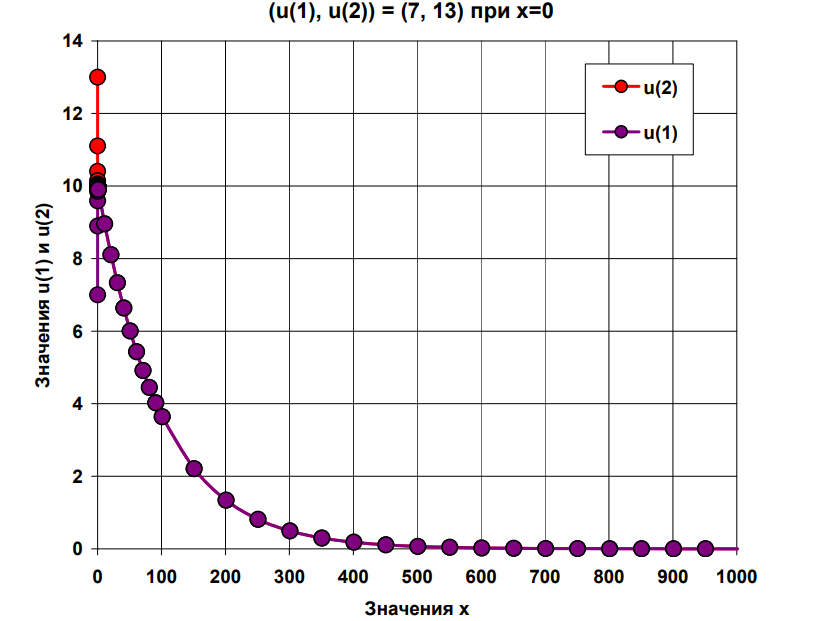 (u(1), u(2)) = (7, 13) при x=0
14
12
10
8
6
4
2
0
Значения u(1) и u(2)
u(2)
u(1)
0 100 200 300 400 500 600 700 800 900 1000
Значения x